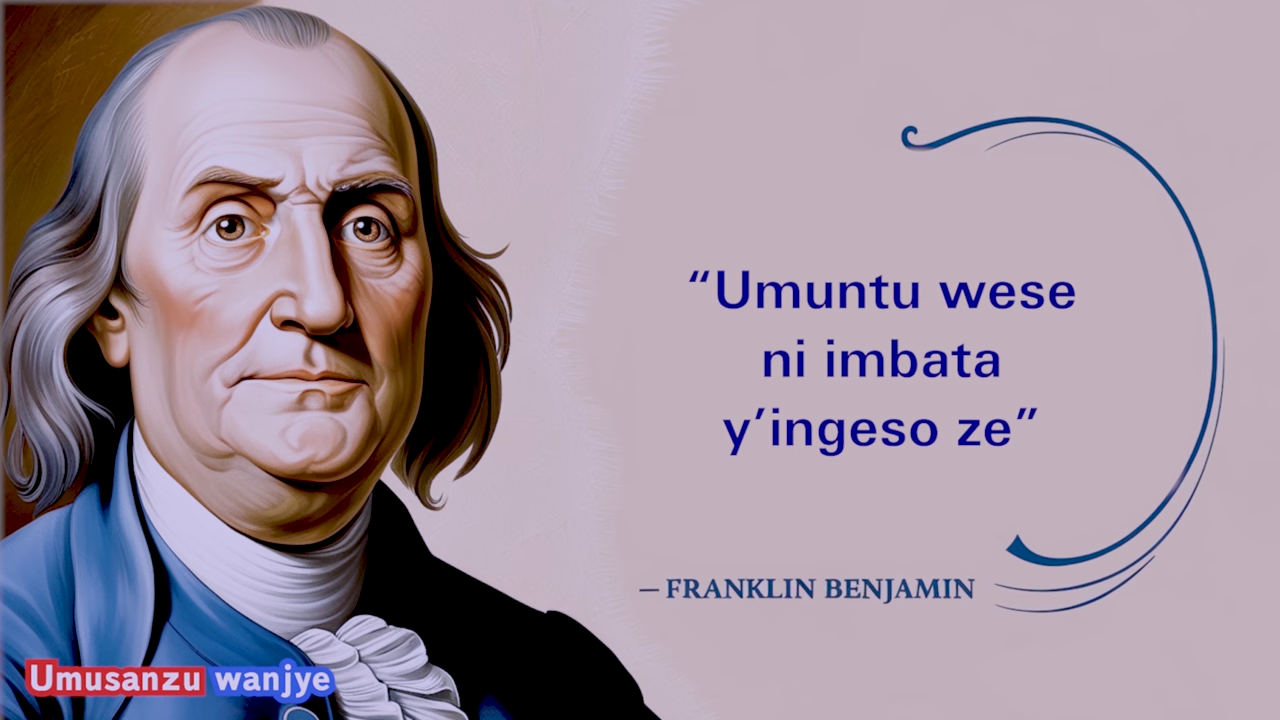 “Umuntu wese
ni imbata
y’ingeso ze”
– FRANKLIN BENJAMIN
Umusanzu wanjye